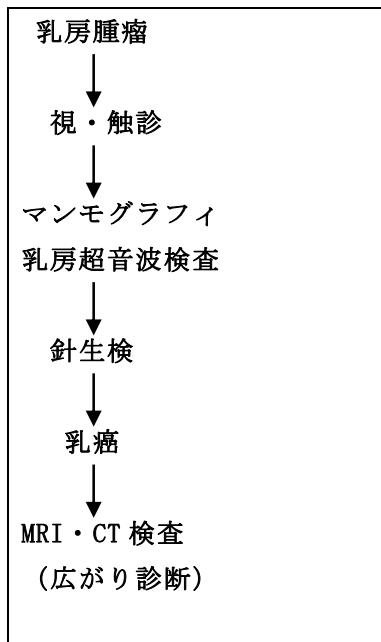 乳房腫瘤
視・触診
マンモグラフィ
乳房超音波検査
針生検
乳癌
MRI・CT 検査
（広がり診断）